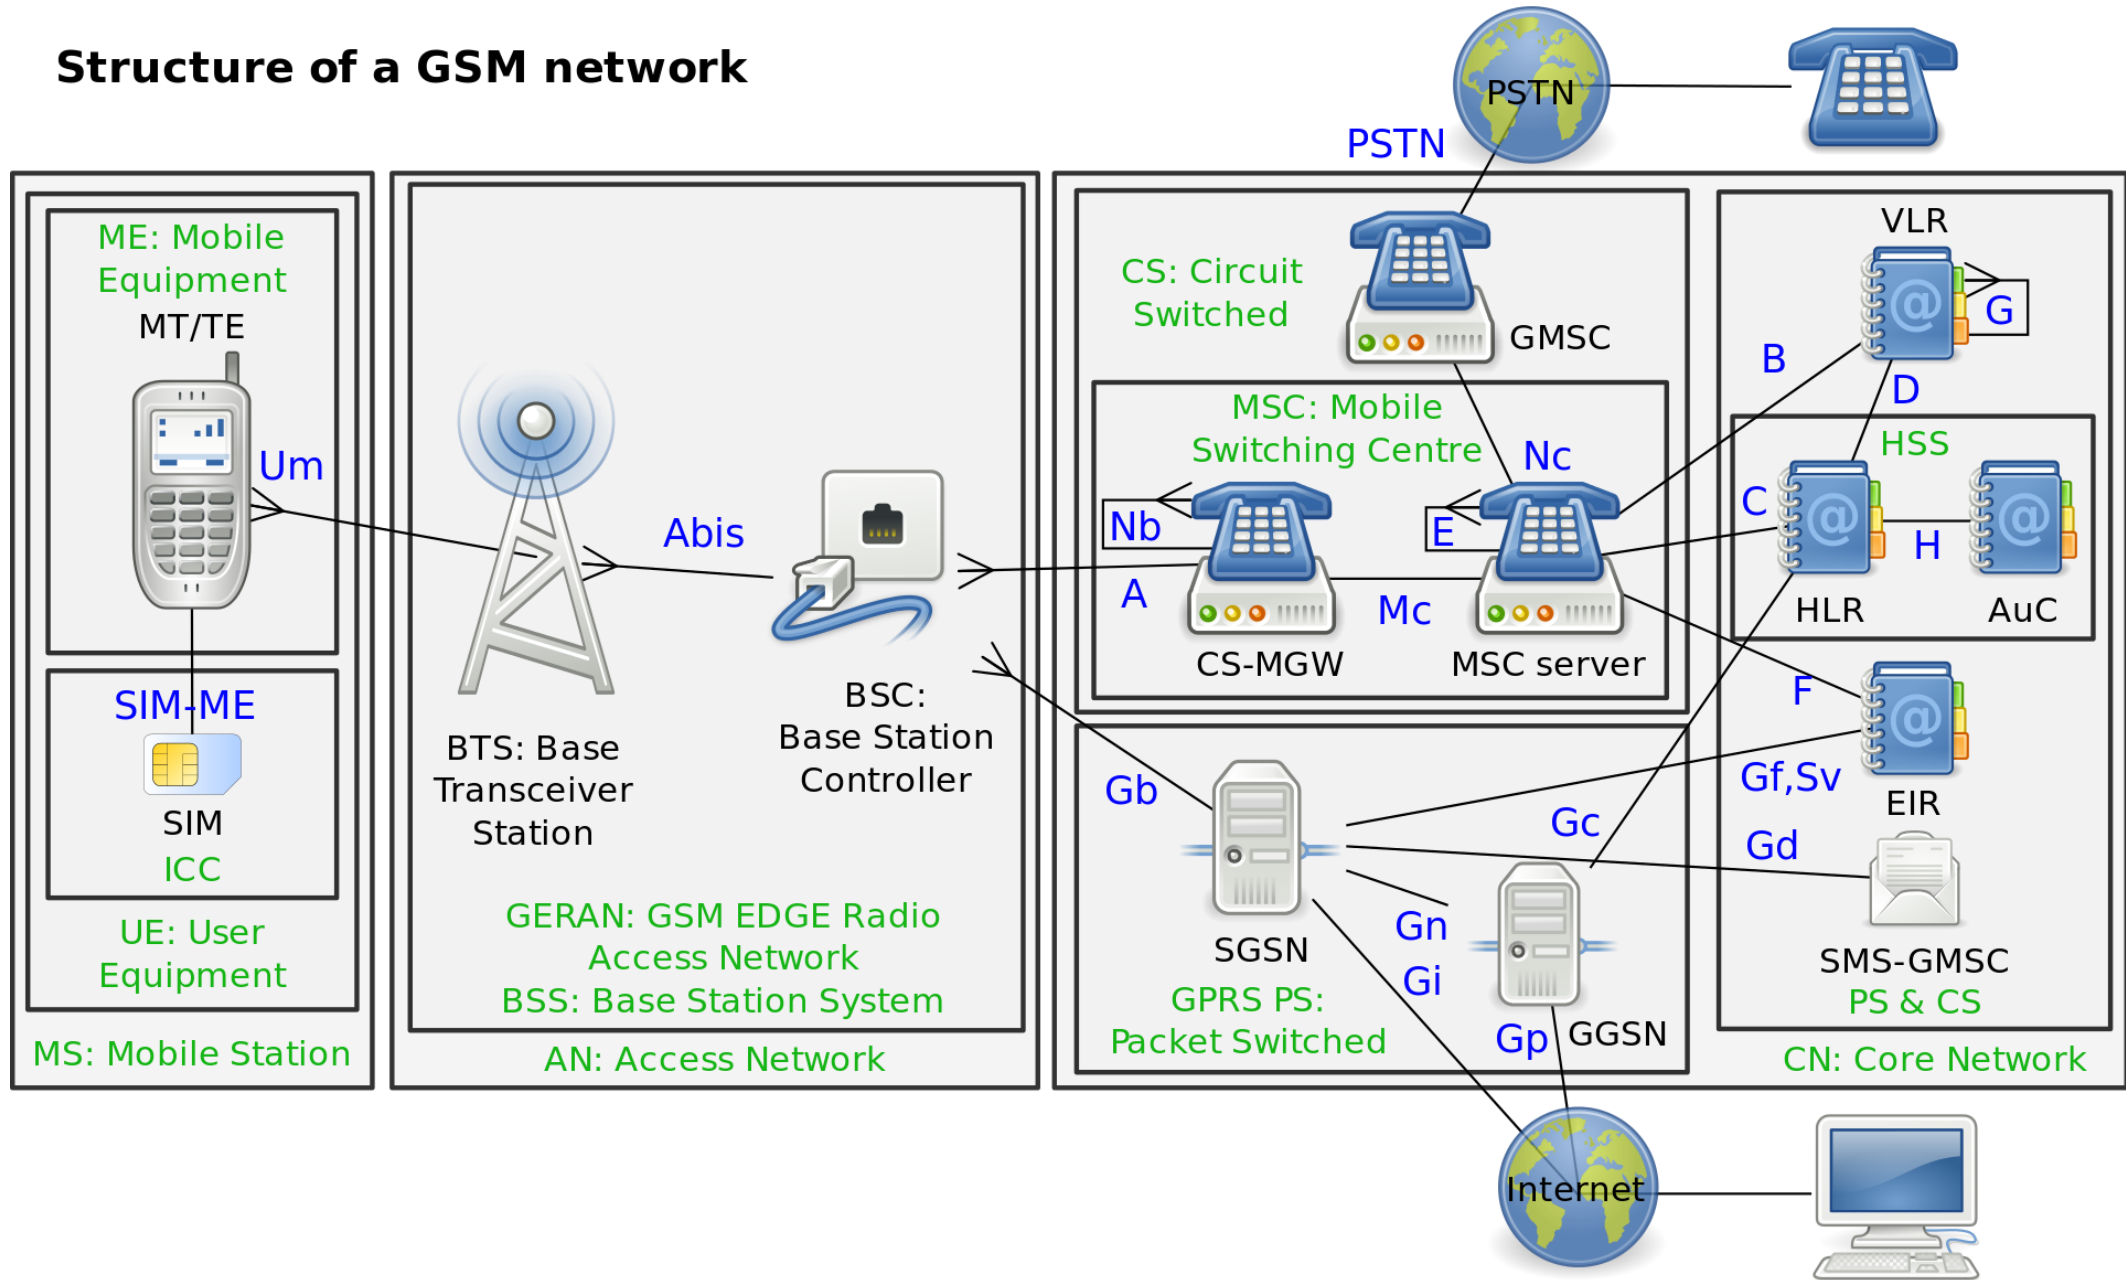 Structure of a GSM network
PSTN
PSTN
ME: Mobile
Equipment
MT/TE
Um
SIM-ME
SIM
ICC
UE: User
Equipment
MS: Mobile Station
Abis
BTS: Base
Transceiver
Station
BSC:
Base Station
Controller
GERAN: GSM EDGE Radio
Access Network
BSS: Base Station System
AN: Access Network
CS: Circuit
Switched
GMSC
MSC: Mobile
Switching Centre
Nc
Nb
E
A
Mc
CS-MGW
MSC server
Gb
SGSN
GPRS PS:
Packet Switched
Gn
Gi
Gp
GGSN
Gc
VLR
@
G
B
D
HSS
C
@
H
@
HLR
AuC
F
@
Gf,Sv
EIR
Gd
SMS-GMSC
PS & CS
CN: Core Network
Internet